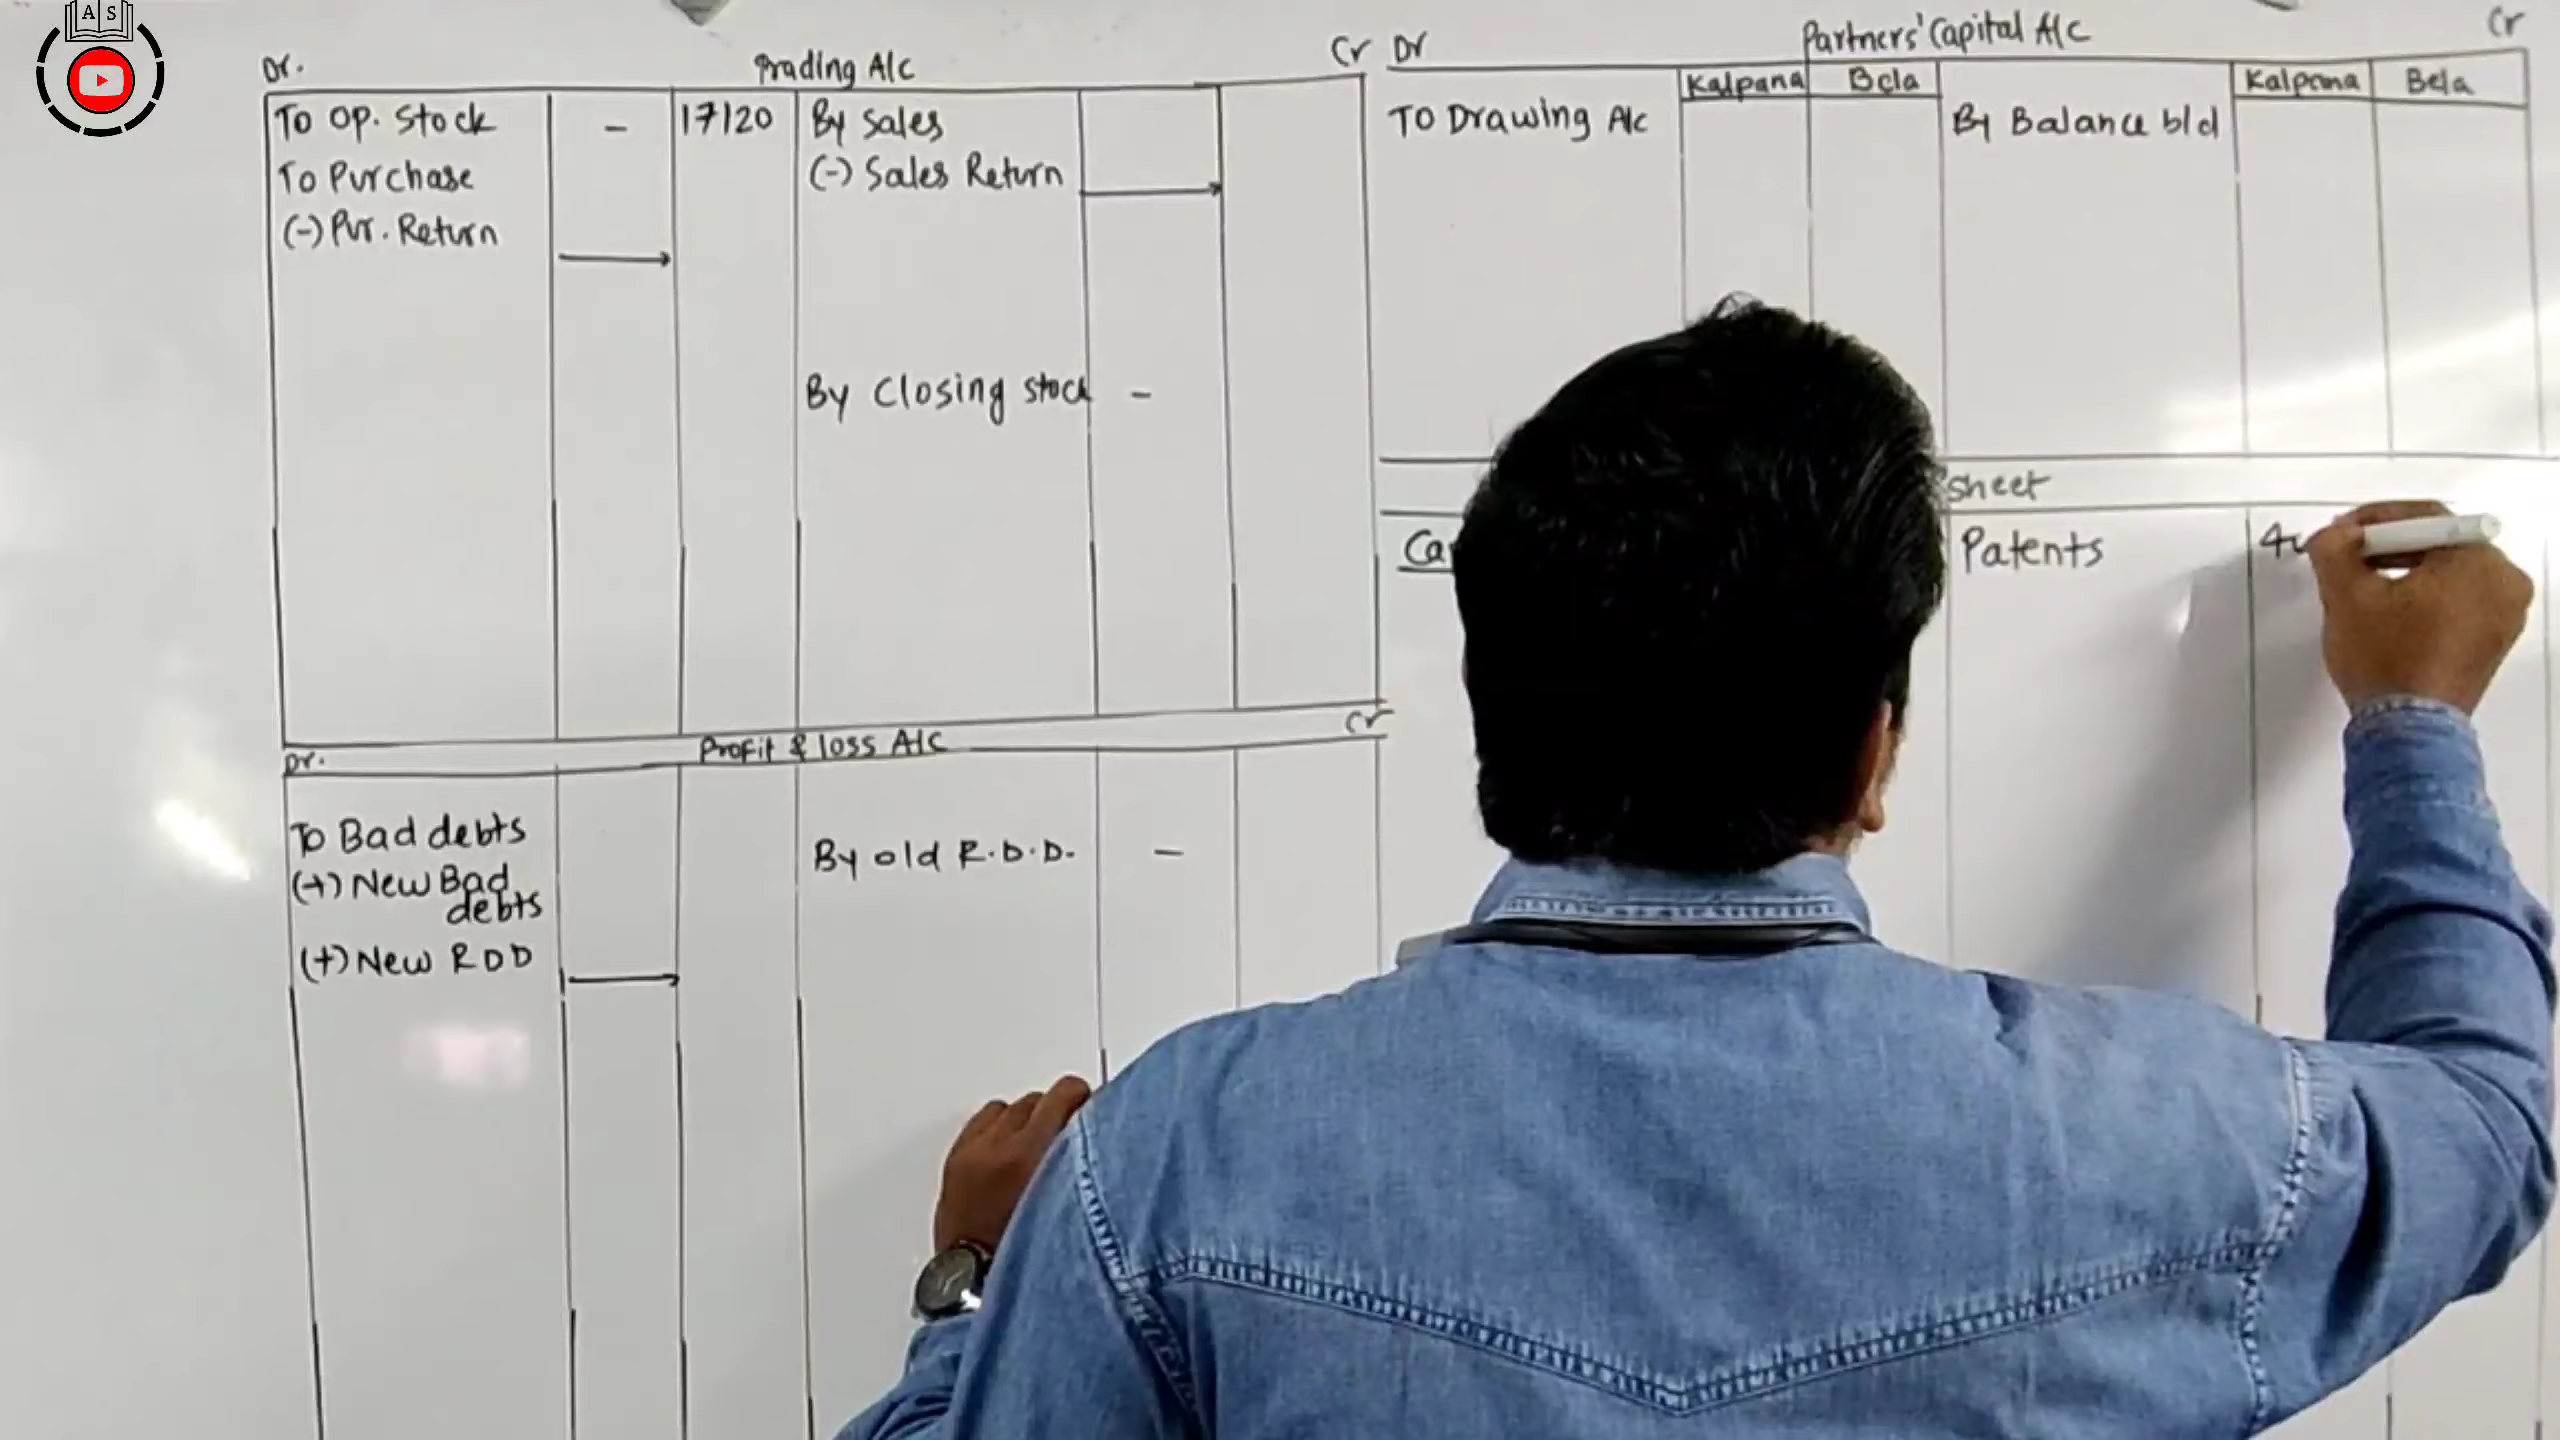 A S
Dr.
Trading A/c
Cr
To Op. Stock
-
17120
By Sales
To Purchase
(-) Sales Return
(-) Pur. Return
By Closing stock
-
Profit & loss A/c
Cr
Dr.
To Bad debts
By old R.D.D.
-
(+) New Bad
debts
(+) New RDD
Dr
Partners' Capital A/c
Cr
Kalpana
Bela
Kalpana
Bela
To Drawing A/c
By Balance b/d
sheet
Patents